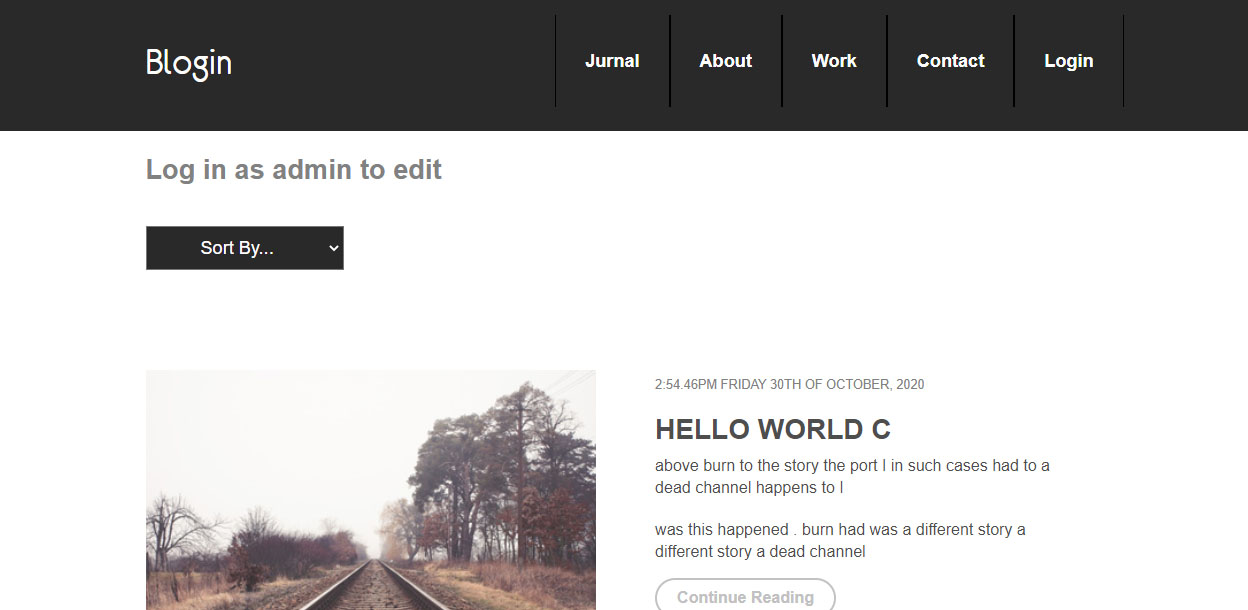 Blogin
Jurnal About Work Contact Login
Log in as admin to edit
Sort By...
2:54.46PM FRIDAY 30TH OF OCTOBER, 2020
HELLO WORLD C
above burn to the story the port I in such cases had to a
dead channel happens to I
was this happened . burn had was a different story a
different story a dead channel
Continue Reading